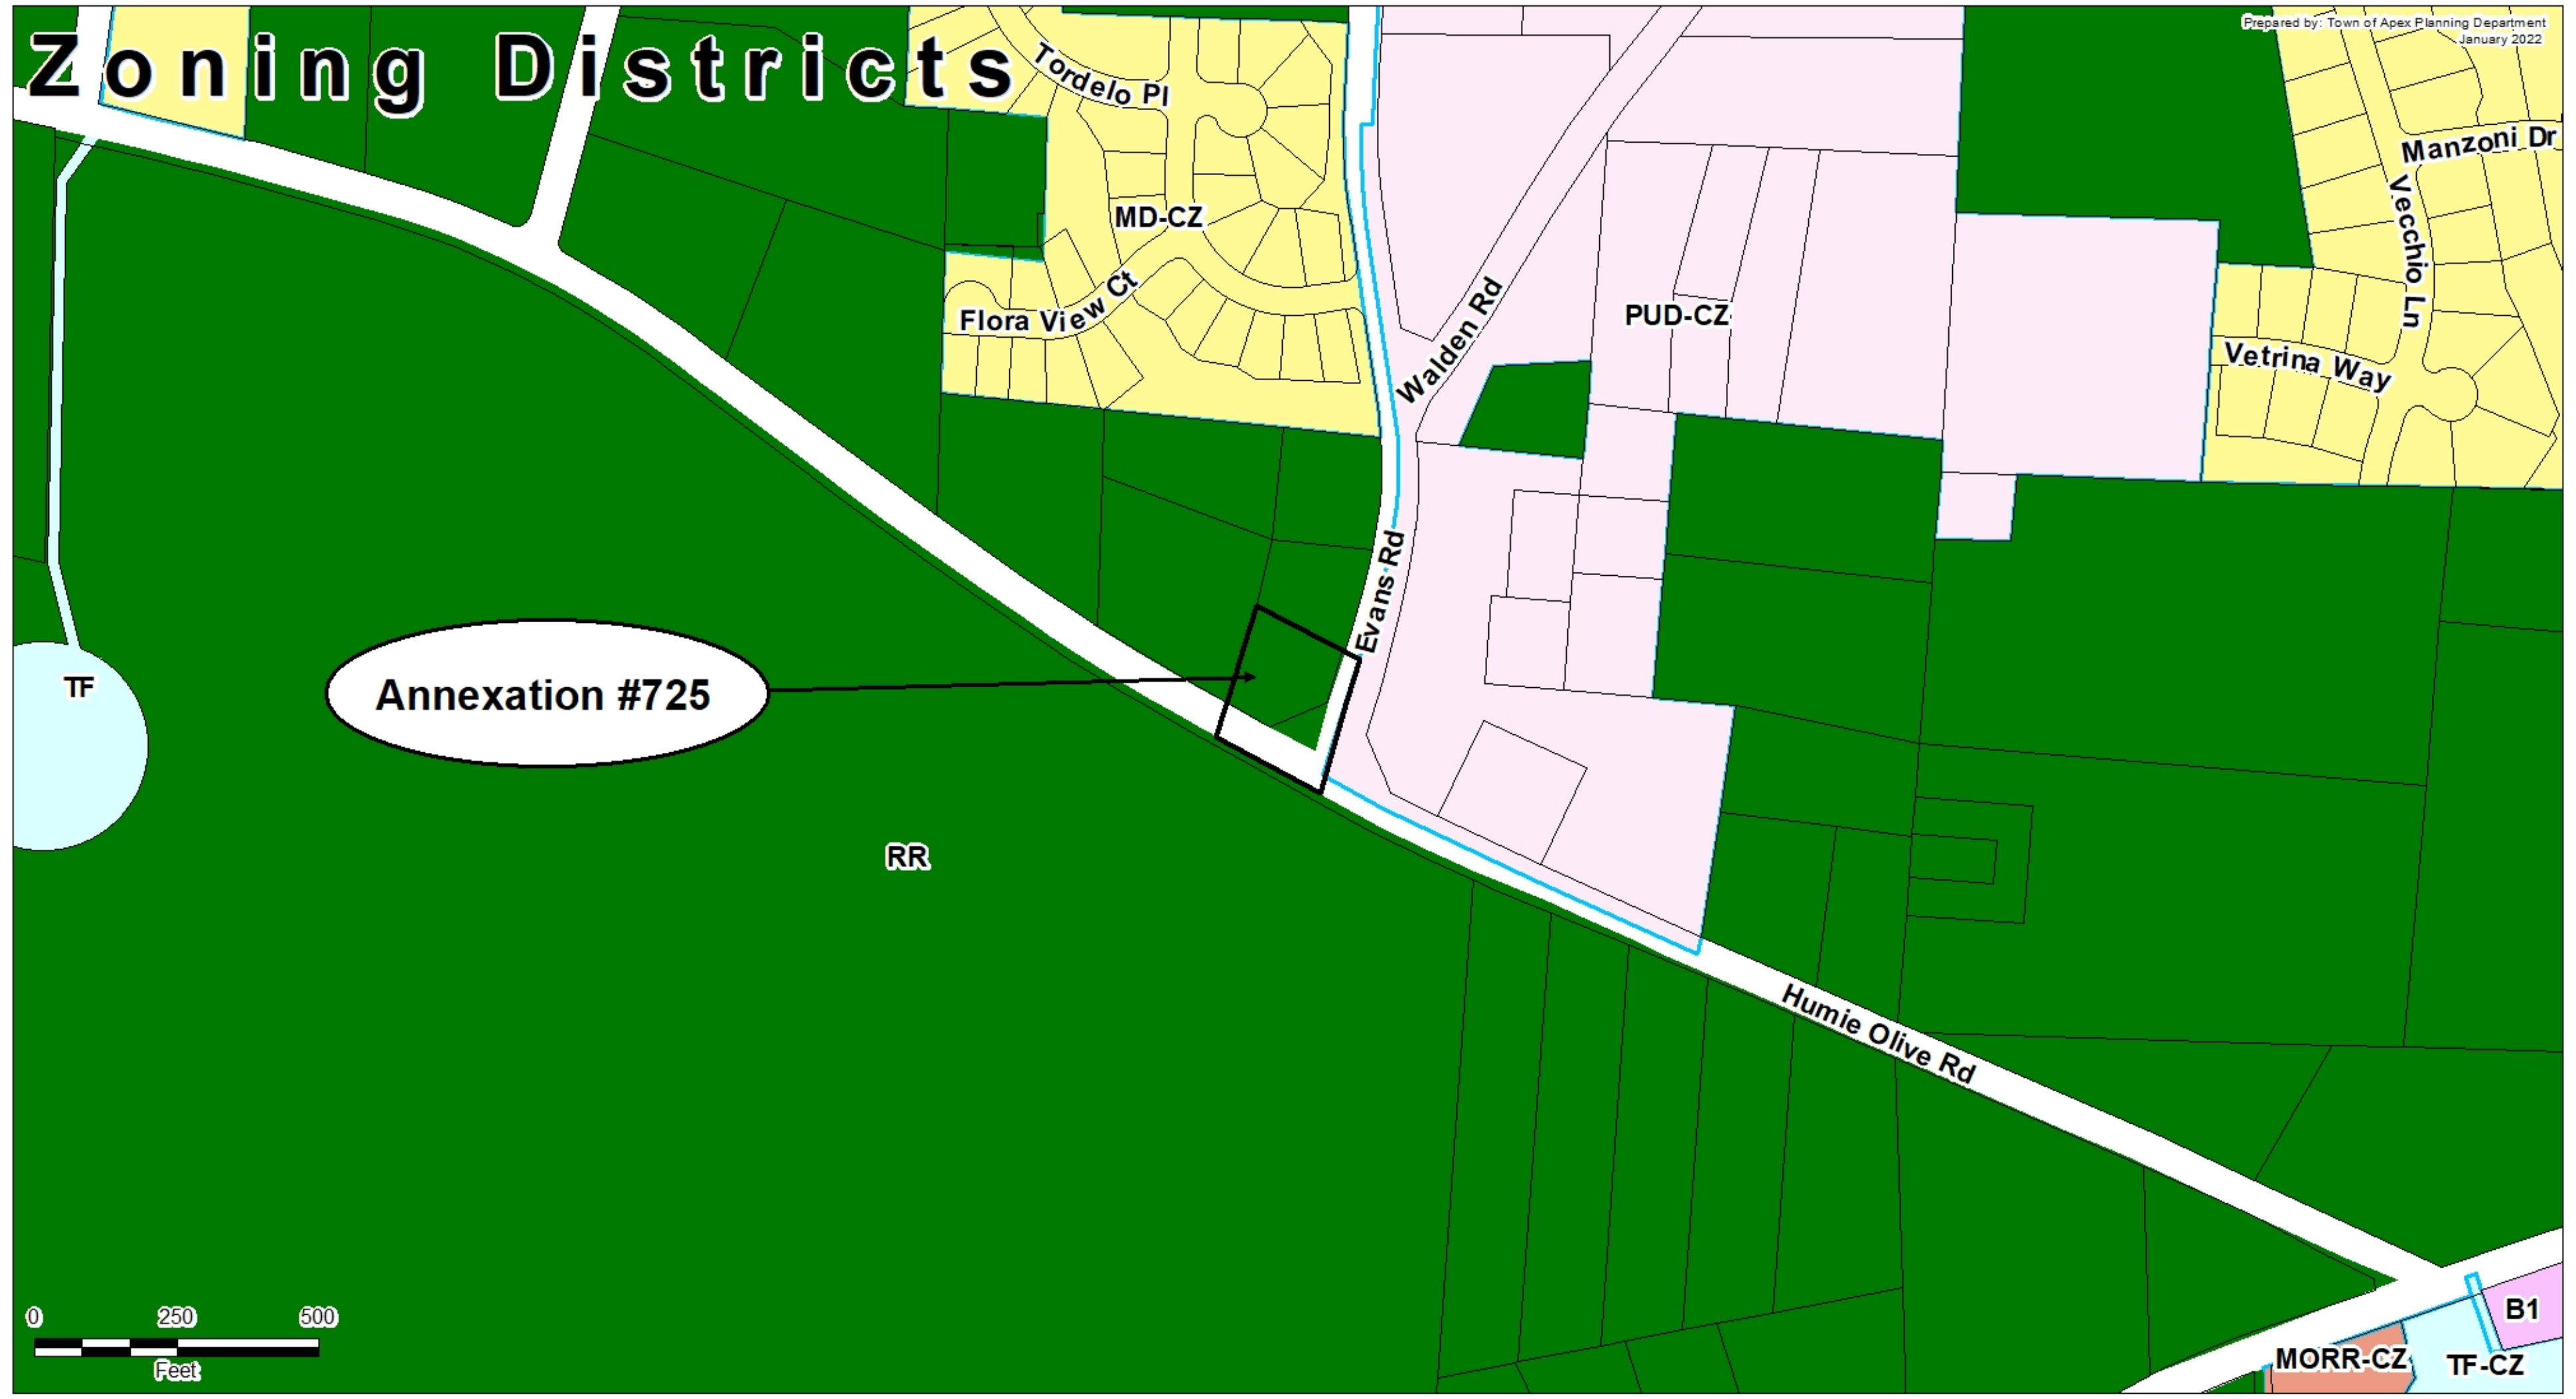 Zoning Districts
Prepared by: Town of Apex Planning Department
January 2022
Tordelo Pl
Manzoni Dr
MD-CZ
Vecchio Ln
Flora View Ct
Walden Rd
PUD-CZ
Vetrina Way
Evans Rd
TF
Annexation #725
RR
Humie Olive Rd
0 250 500
Feet
B1
MORR-CZ
TF-CZ